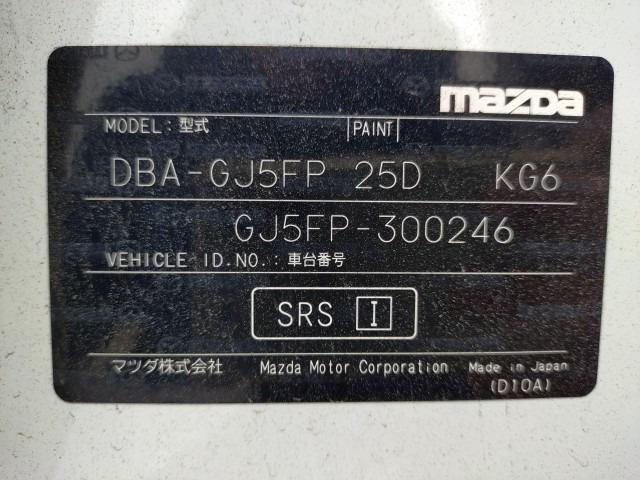 mazda
MODEL: 型式 PAINT
DBA-GJ5FP 25D KG6
GJ5FP-300246
VEHICLE ID.NO.: 車台番号
SRS I
マツダ株式会社 Mazda Motor Corporation Made in Japan
(D10A)